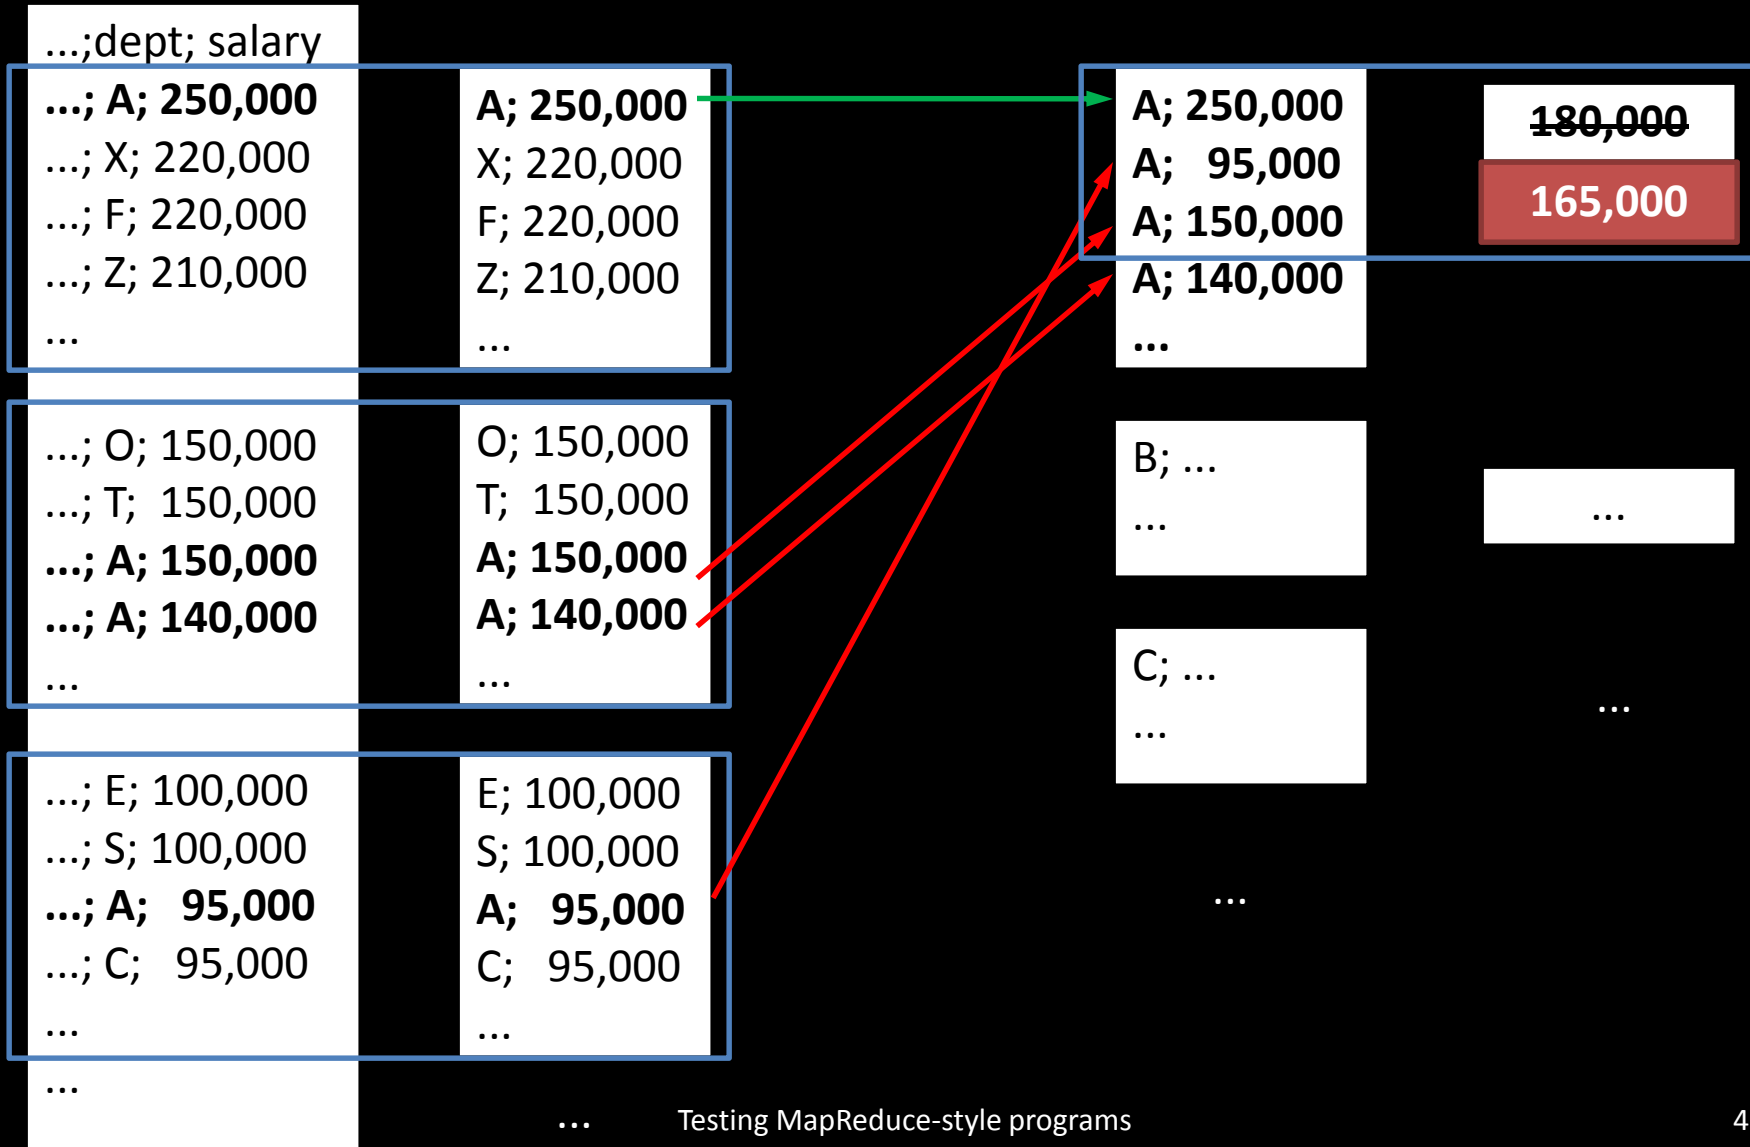 ...;dept; salary
...; A; 250,000
...; X; 220,000
...; F; 220,000
...; Z; 210,000
...
...; O; 150,000
...; T; 150,000
...; A; 150,000
...; A; 140,000
...
...; E; 100,000
...; S; 100,000
...; A; 95,000
...; C; 95,000
...
...
A; 250,000
X; 220,000
F; 220,000
Z; 210,000
...
O; 150,000
T; 150,000
A; 150,000
A; 140,000
...
E; 100,000
S; 100,000
A; 95,000
C; 95,000
...
...
A; 250,000
A; 95,000
A; 150,000
A; 140,000
...
B; ...
...
C; ...
...
...
180,000
165,000
...
...
Testing MapReduce-style programs
4